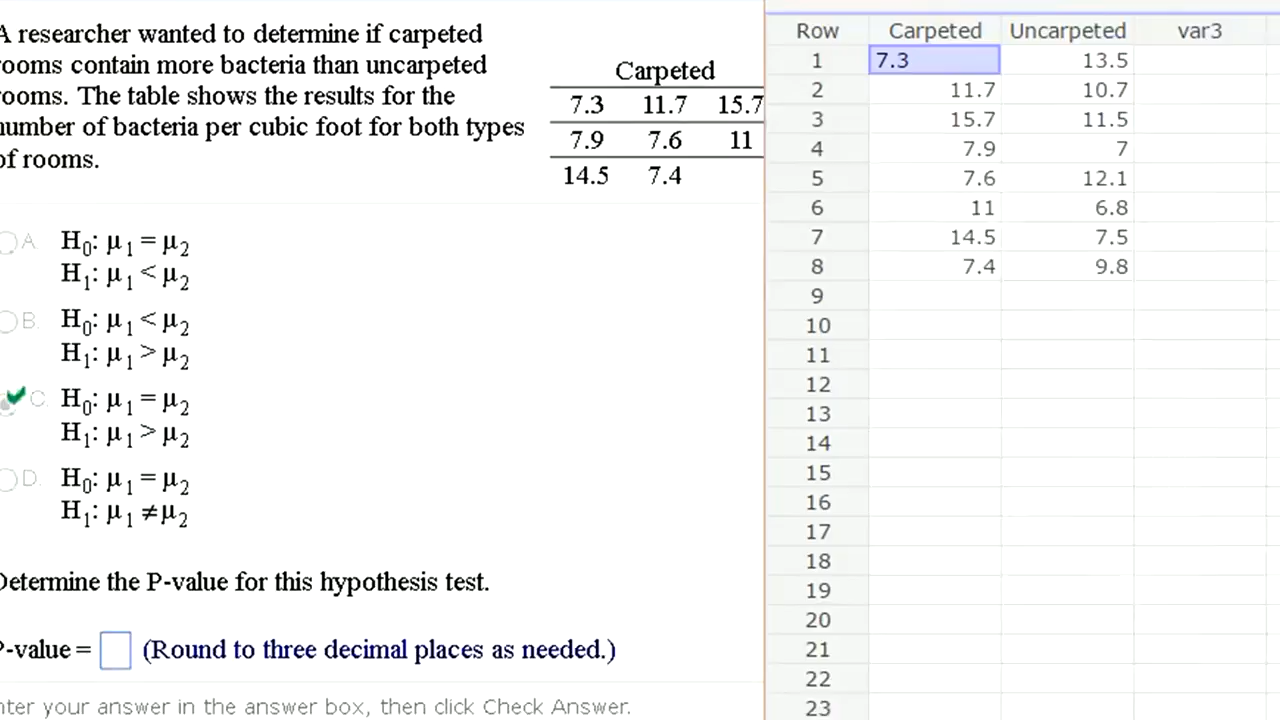 A researcher wanted to determine if carpeted
rooms contain more bacteria than uncarpeted
rooms. The table shows the results for the
number of bacteria per cubic foot for both types
of rooms.
Carpeted
7.3 11.7 15.7
7.9 7.6 11
14.5 7.4
A. H0: μ1 = μ2
H1: μ1 < μ2
B. H0: μ1 < μ2
H1: μ1 > μ2
C. H0: μ1 = μ2
H1: μ1 > μ2
D. H0: μ1 = μ2
H1: μ1 ≠ μ2
Determine the P-value for this hypothesis test.
P-value = (Round to three decimal places as needed.)
nter your answer in the answer box, then click Check Answer.
Row Carpeted Uncarpeted var3
1 7.3 13.5
2 11.7 10.7
3 15.7 11.5
4 7.9 7
5 7.6 12.1
6 11 6.8
7 14.5 7.5
8 7.4 9.8
9
10
11
12
13
14
15
16
17
18
19
20
21
22
23